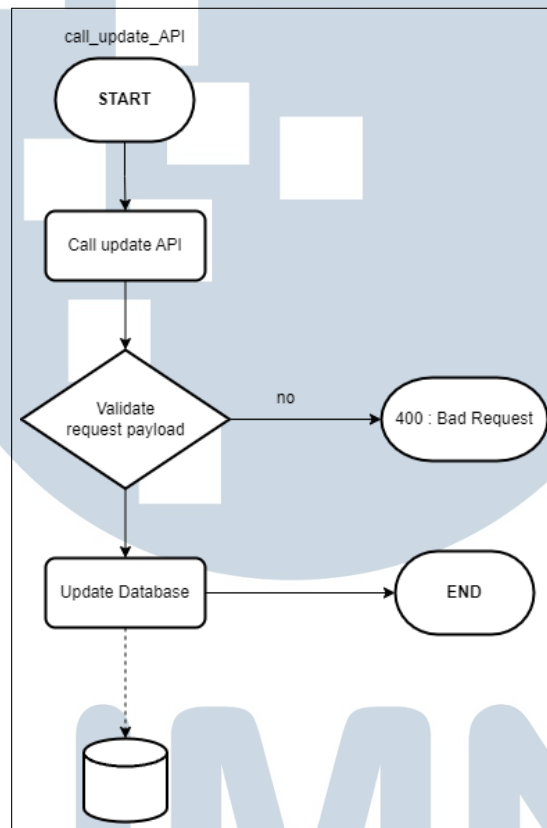 call_update_API
START
Call update API
Validate
request payload
no
400 : Bad Request
Update Database
END